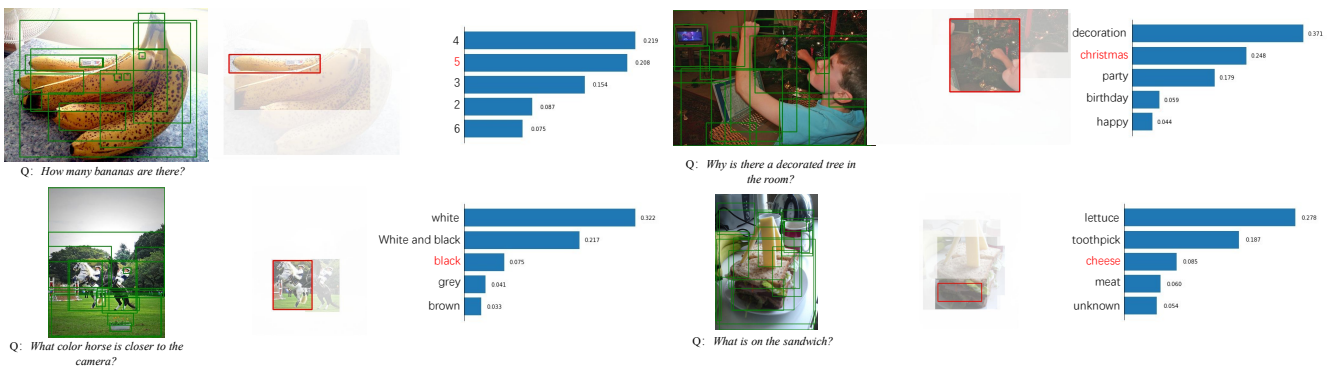 4 0.219
5 0.208
3 0.154
2 0.087
6 0.075
Q: How many bananas are there?
decoration 0.371
christmas 0.248
party 0.179
birthday 0.059
happy 0.044
Q: Why is there a decorated tree in
the room?
white 0.322
White and black 0.217
black 0.075
grey 0.041
brown 0.033
Q: What color horse is closer to the
camera?
lettuce 0.278
toothpick 0.187
cheese 0.085
meat 0.060
unknown 0.054
Q: What is on the sandwich?